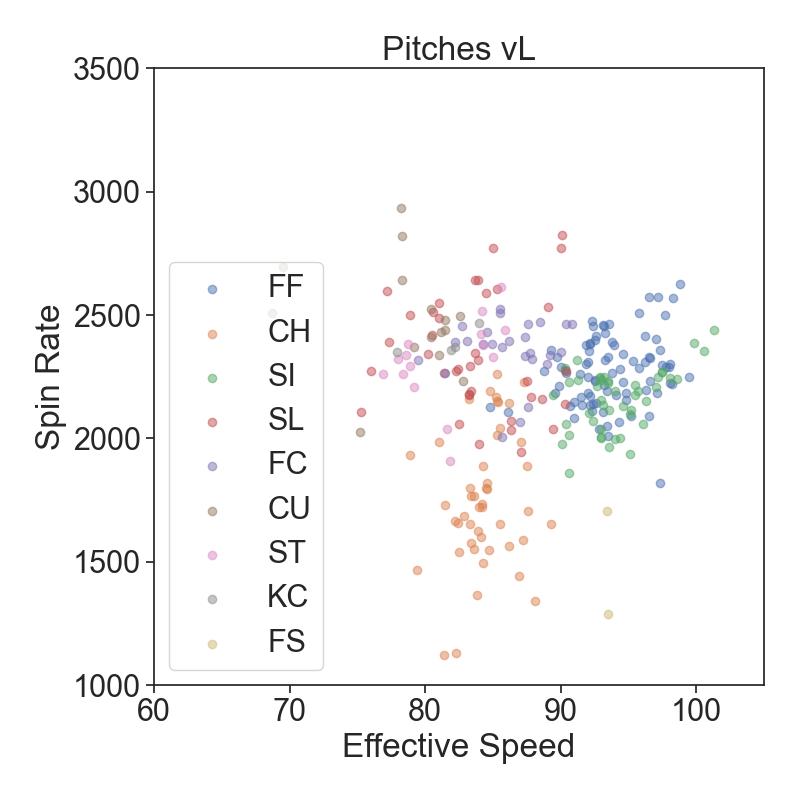 Pitches vL
3500
3000
2500
2000
1500
1000
Spin Rate
FF
CH
SI
SL
FC
CU
ST
KC
FS
60 70 80 90 100
Effective Speed